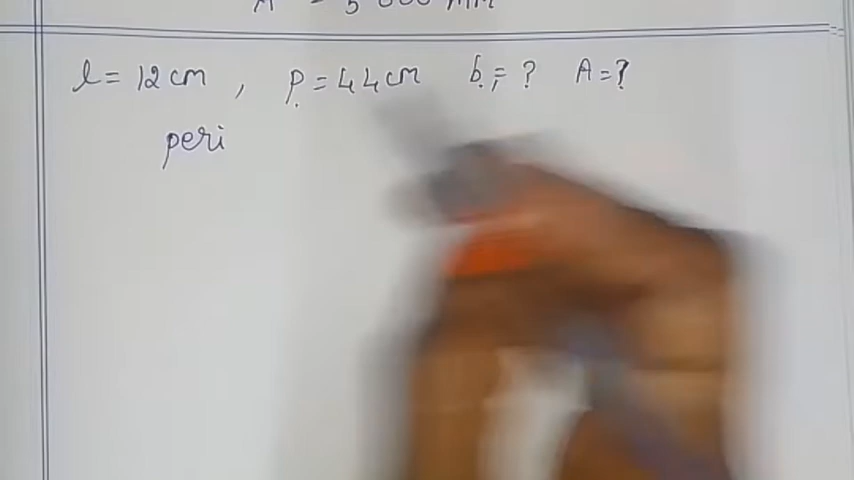 l = 12 cm , p = 44 cm b = ? A = ?
peri